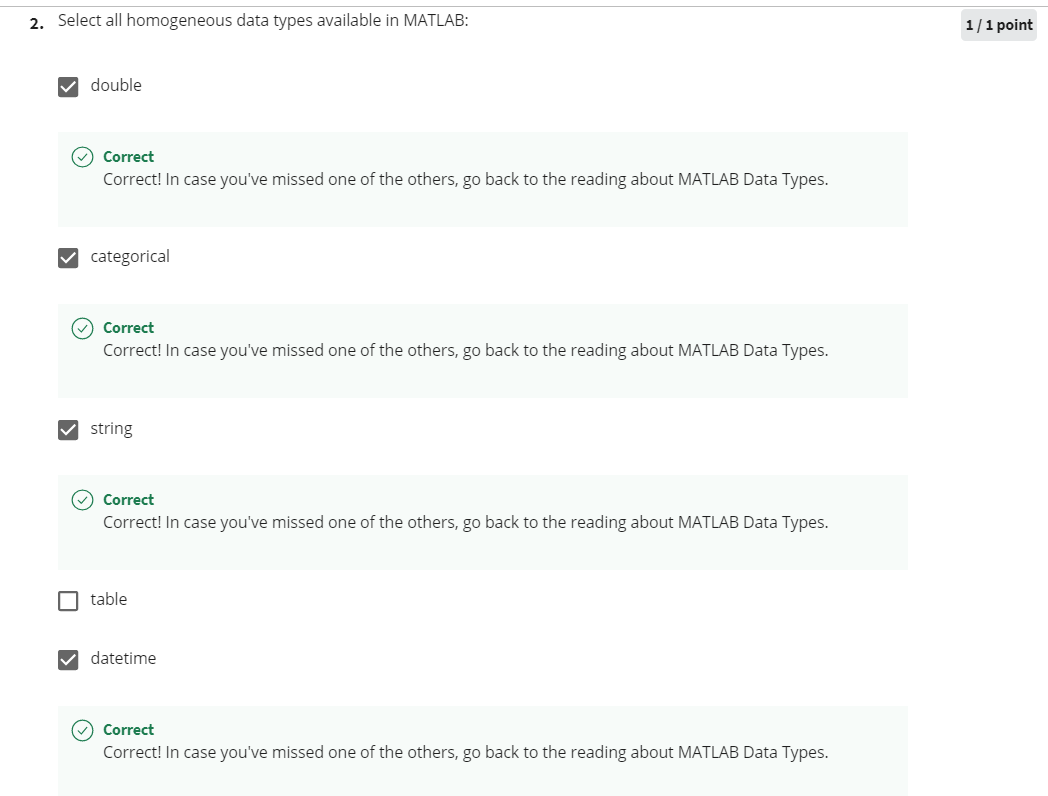 2. Select all homogeneous data types available in MATLAB:
1 / 1 point
double
Correct
Correct! In case you've missed one of the others, go back to the reading about MATLAB Data Types.
categorical
Correct
Correct! In case you've missed one of the others, go back to the reading about MATLAB Data Types.
string
Correct
Correct! In case you've missed one of the others, go back to the reading about MATLAB Data Types.
table
datetime
Correct
Correct! In case you've missed one of the others, go back to the reading about MATLAB Data Types.